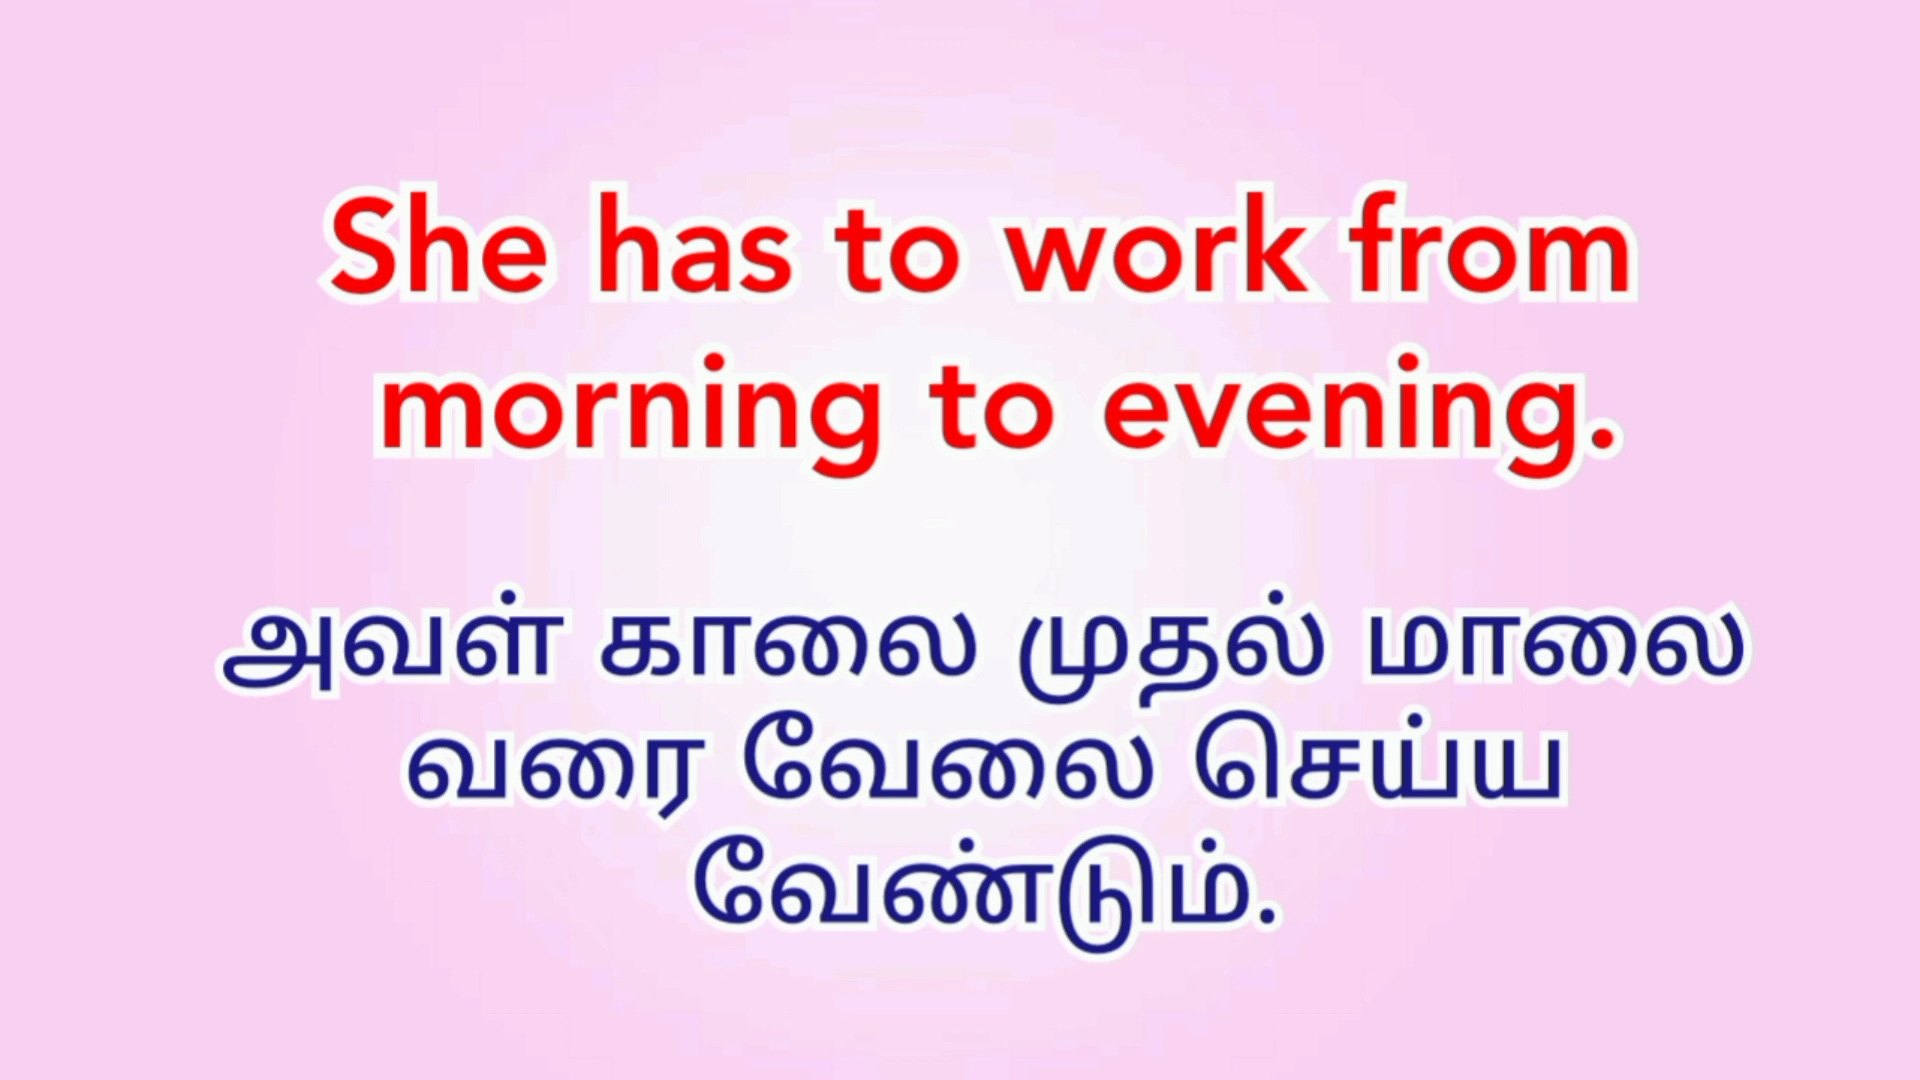 She has to work from
morning to evening.
அவள் காலை முதல் மாலை
வரை வேலை செய்ய
வேண்டும்.